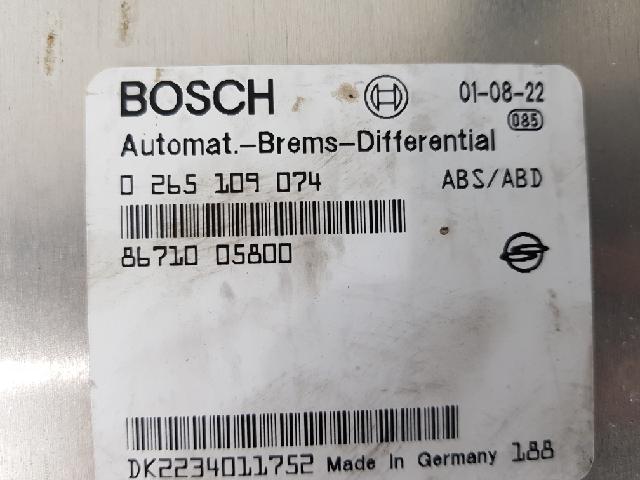 BOSCH 01-08-22
085
Automat.-Brems-Differential
0 265 109 074 ABS/ABD
86710 05800
DK2234011752 Made In Germany 188